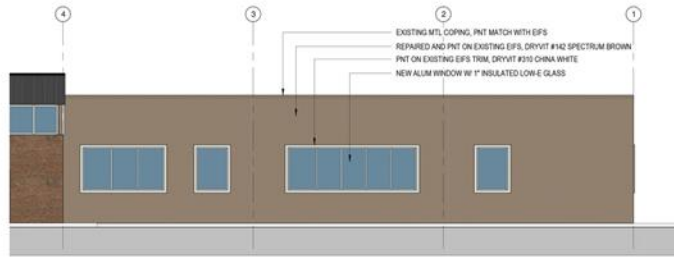 4 3 2 1
EXISTING MTL COPING, PNT MATCH WITH EIFS
REPAIRED AND PNT ON EXISTING EIFS, DRYVIT #142 SPECTRUM BROWN
PNT ON EXISTING EIFS TRIM, DRYVIT #310 CHINA WHITE
NEW ALUM WINDOW W/ 1" INSULATED LOW-E GLASS